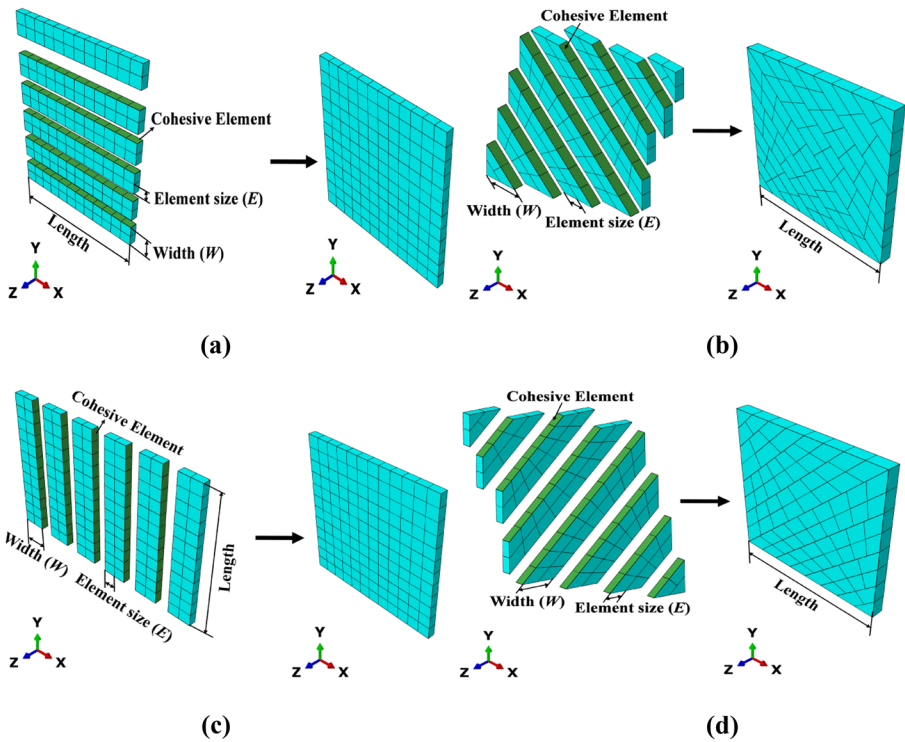 Cohesive Element
Element size (E)
Length
Width (W)
Y
Z
X
Y
Z
X
(a)
Cohesive Element
Width (W)
Element size (E)
Length
Y
Z
X
Y
Z
X
(b)
Cohesive Element
Width (W)
Element size (E)
Length
Y
Z
X
Y
Z
X
(c)
Cohesive Element
Width (W)
Element size (E)
Length
Y
Z
X
Y
Z
X
(d)